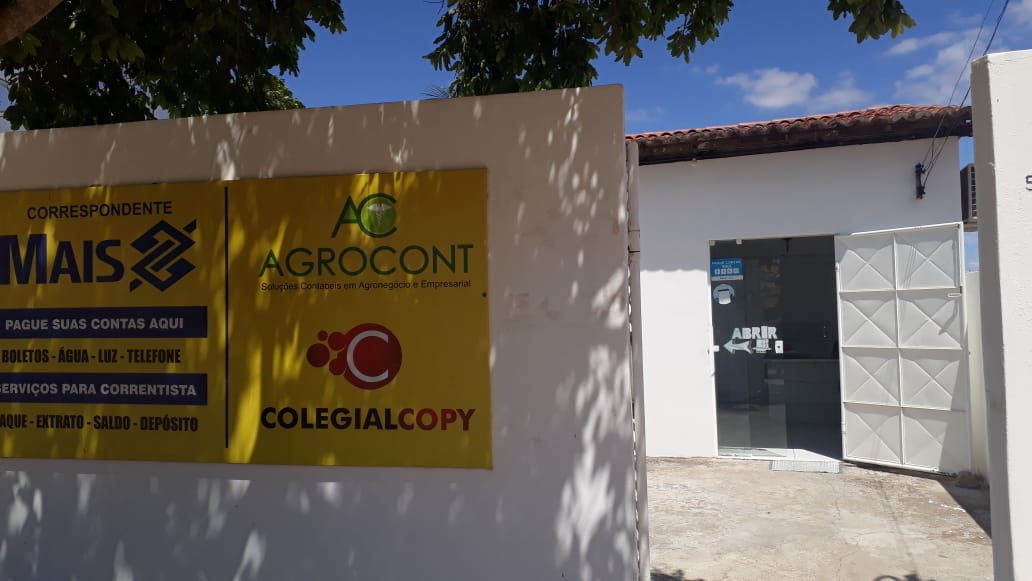 CORRESPONDENTE
MAIS
PAGUE SUAS CONTAS AQUI
BOLETOS - ÁGUA - LUZ - TELEFONE
SERVIÇOS PARA CORRENTISTA
AQUE - EXTRATO - SALDO - DEPÓSITO
AC
AGROCONT
Soluções Contábeis em Agronegócio e Empresarial
C
COLEGIALCOPY
ABRIR